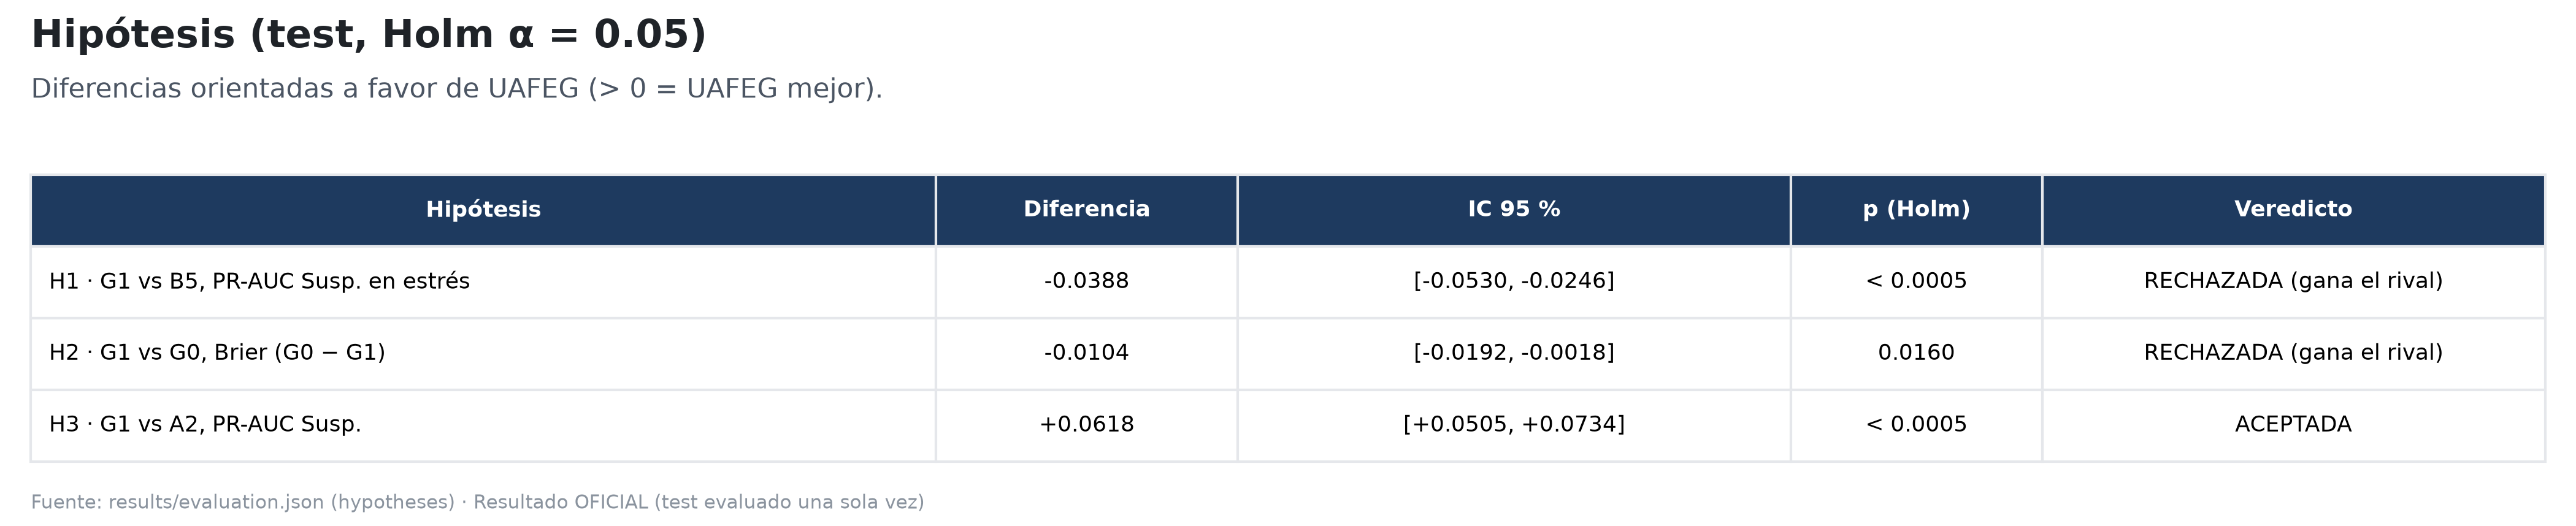 Hipótesis (test, Holm α = 0.05)
Diferencias orientadas a favor de UAFEG (> 0 = UAFEG mejor).
Hipótesis Diferencia IC 95 % p (Holm) Veredicto
H1 · G1 vs B5, PR-AUC Susp. en estrés -0.0388 [-0.0530, -0.0246] < 0.0005 RECHAZADA (gana el rival)
H2 · G1 vs G0, Brier (G0 − G1) -0.0104 [-0.0192, -0.0018] 0.0160 RECHAZADA (gana el rival)
H3 · G1 vs A2, PR-AUC Susp. +0.0618 [+0.0505, +0.0734] < 0.0005 ACEPTADA
Fuente: results/evaluation.json (hypotheses) · Resultado OFICIAL (test evaluado una sola vez)